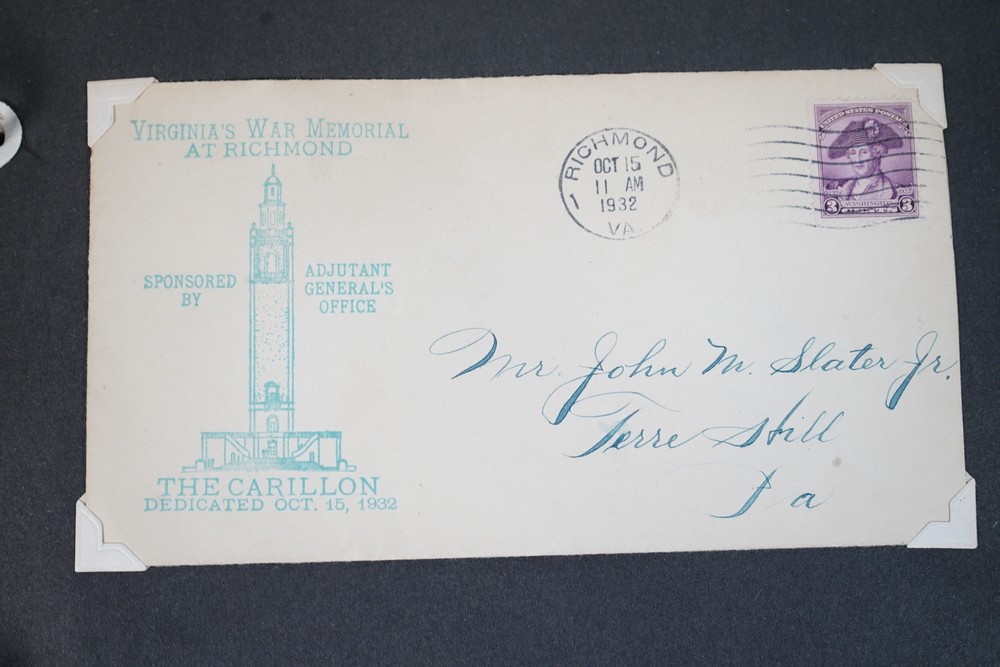 VIRGINIA'S WAR MEMORIAL
AT RICHMOND
SPONSORED
BY
ADJUTANT
GENERAL'S
OFFICE
THE CARILLON
DEDICATED OCT. 15, 1932
RICHMOND
OCT 15
11 AM
1932
VA
1
UNITED STATES POSTAGE
WASHINGTON
3 3
Mr. John M. Slater Jr.
Terre Hill
Pa